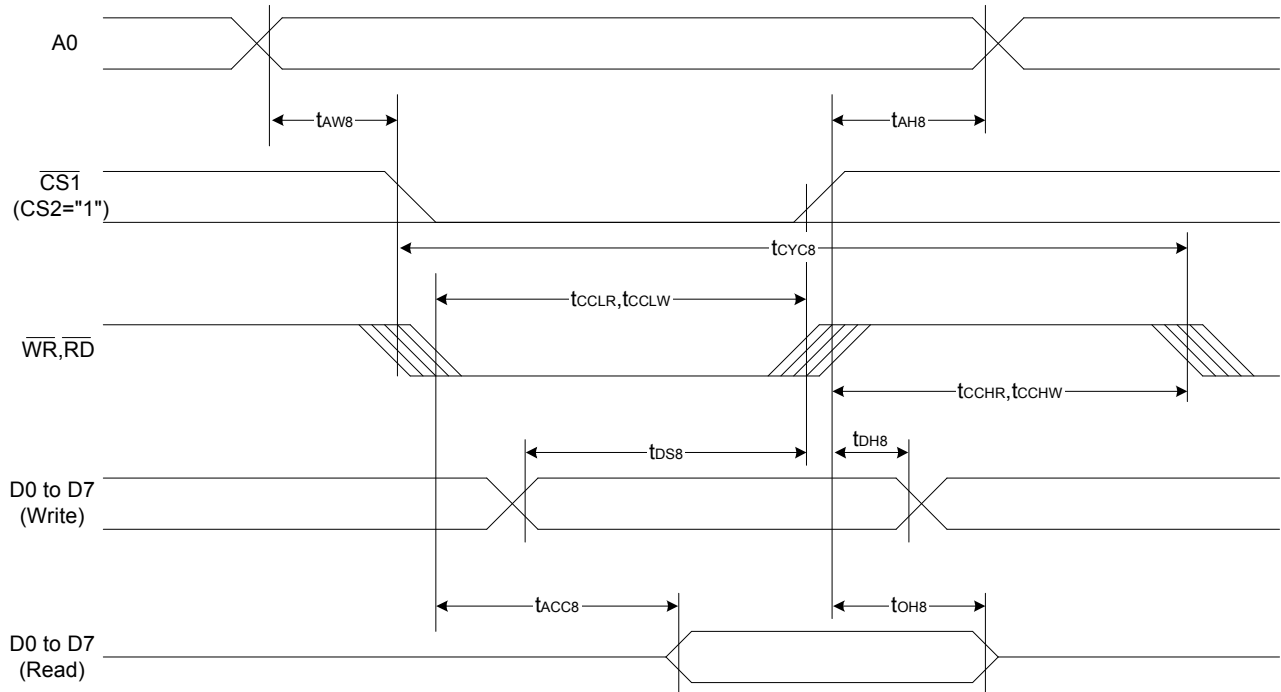 A0
tAW8
tAH8
CS1
(CS2="1")
tCYC8
tCCLR,tCCLW
WR,RD
tCCHR,tCCHW
tDS8
tDH8
D0 to D7
(Write)
tACC8
tOH8
D0 to D7
(Read)